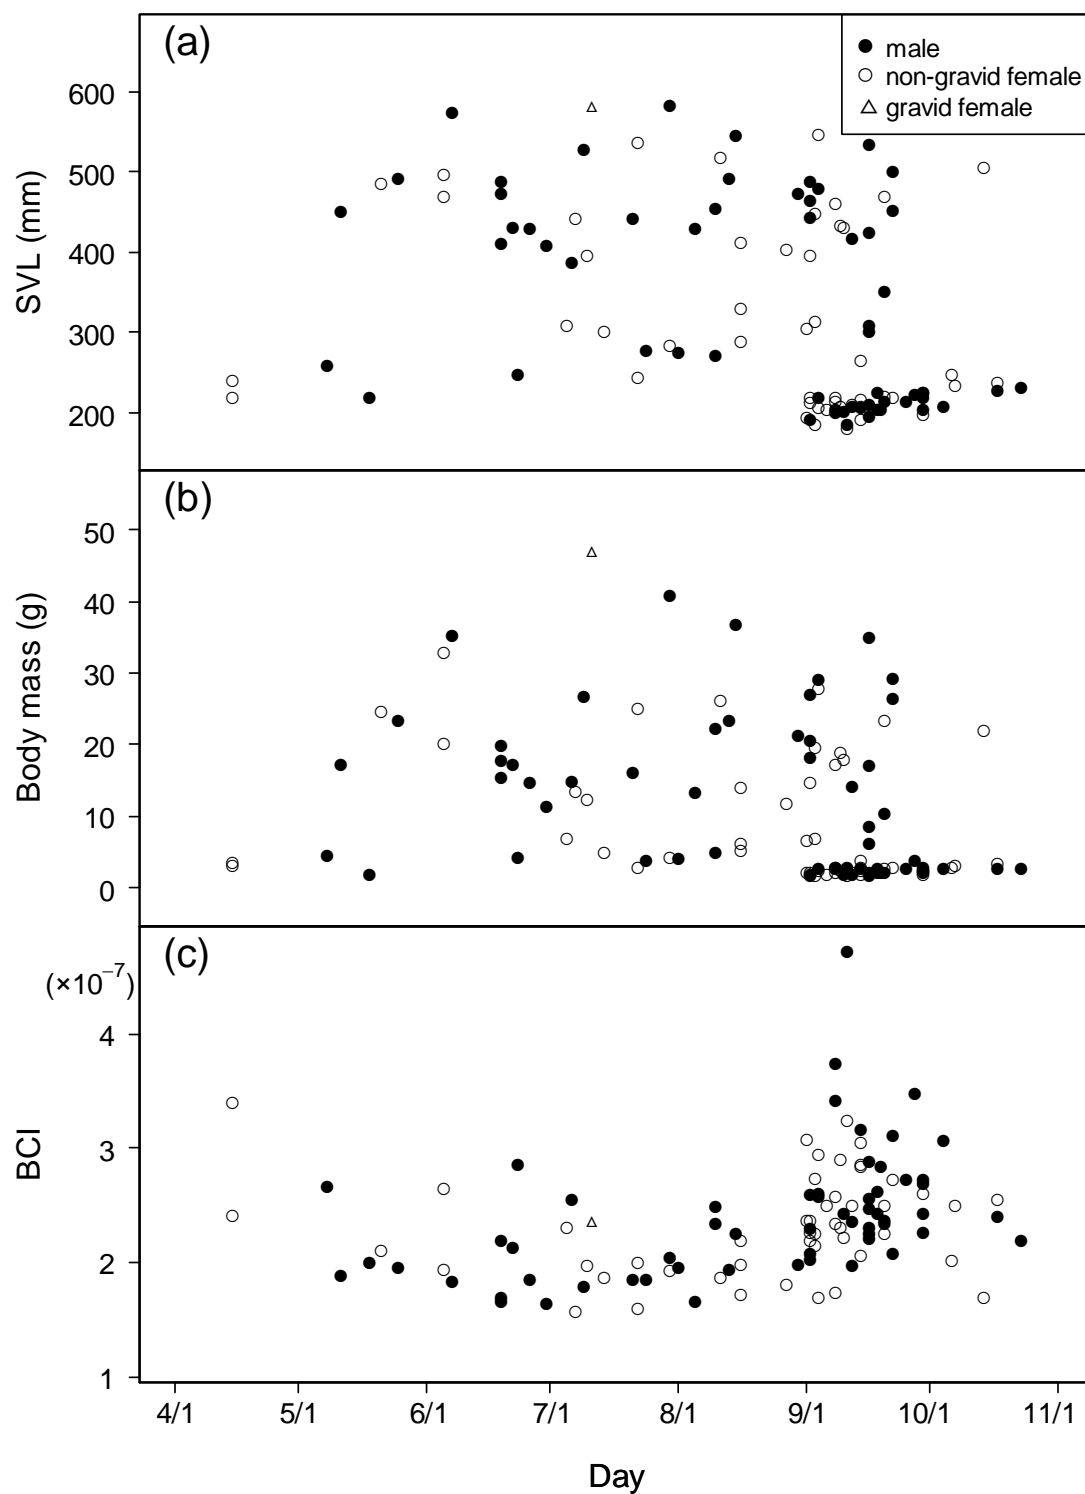 (a)
male
non-gravid female
gravid female
SVL (mm)
600
500
400
300
200
(b)
Body mass (g)
50
40
30
20
10
0
(c)
(×10⁻⁷)
BCI
4
3
2
1
4/1 5/1 6/1 7/1 8/1 9/1 10/1 11/1
Day